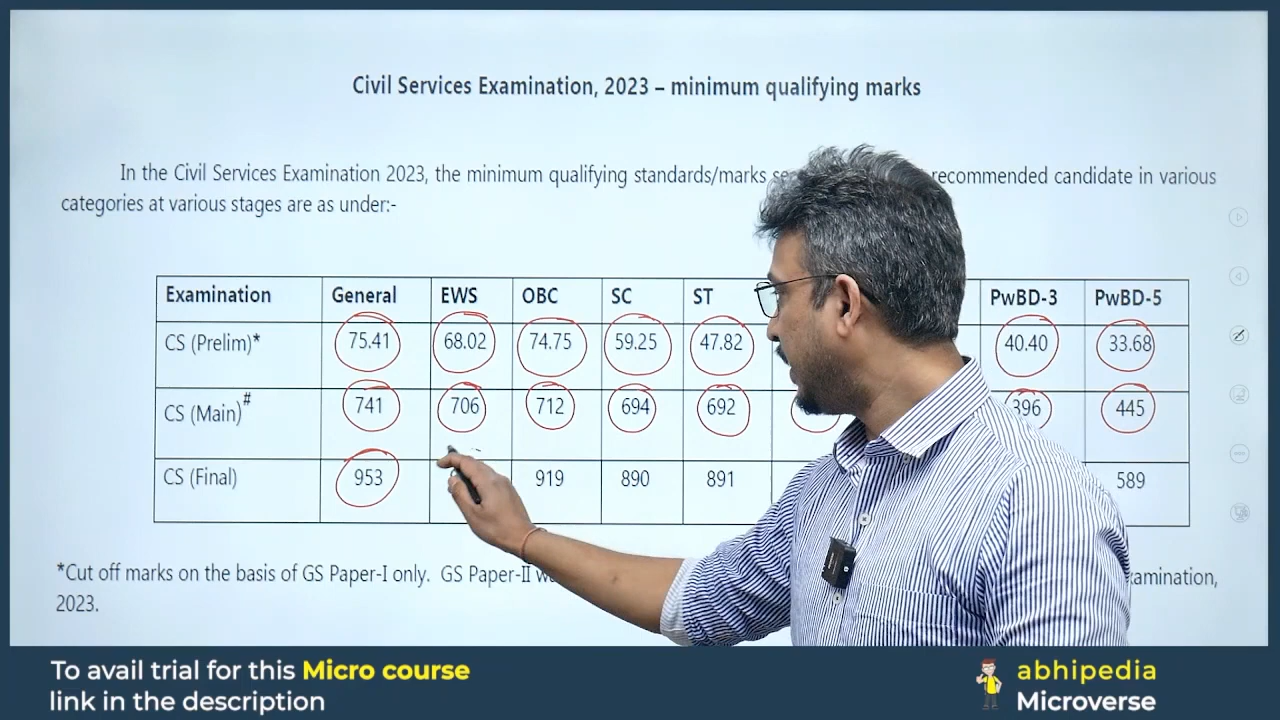 Civil Services Examination, 2023 – minimum qualifying marks
In the Civil Services Examination 2023, the minimum qualifying standards/marks recommended candidate in various
categories at various stages are as under:-
Examination General EWS OBC SC ST PwBD-3 PwBD-5
CS (Prelim)* 75.41 68.02 74.75 59.25 47.82 40.40 33.68
CS (Main)# 741 706 712 694 692 396 445
CS (Final) 953 919 890 891 589
*Cut off marks on the basis of GS Paper-I only. GS Paper-II
2023.
To avail trial for this Micro course
link in the description
abhipedia
Microverse